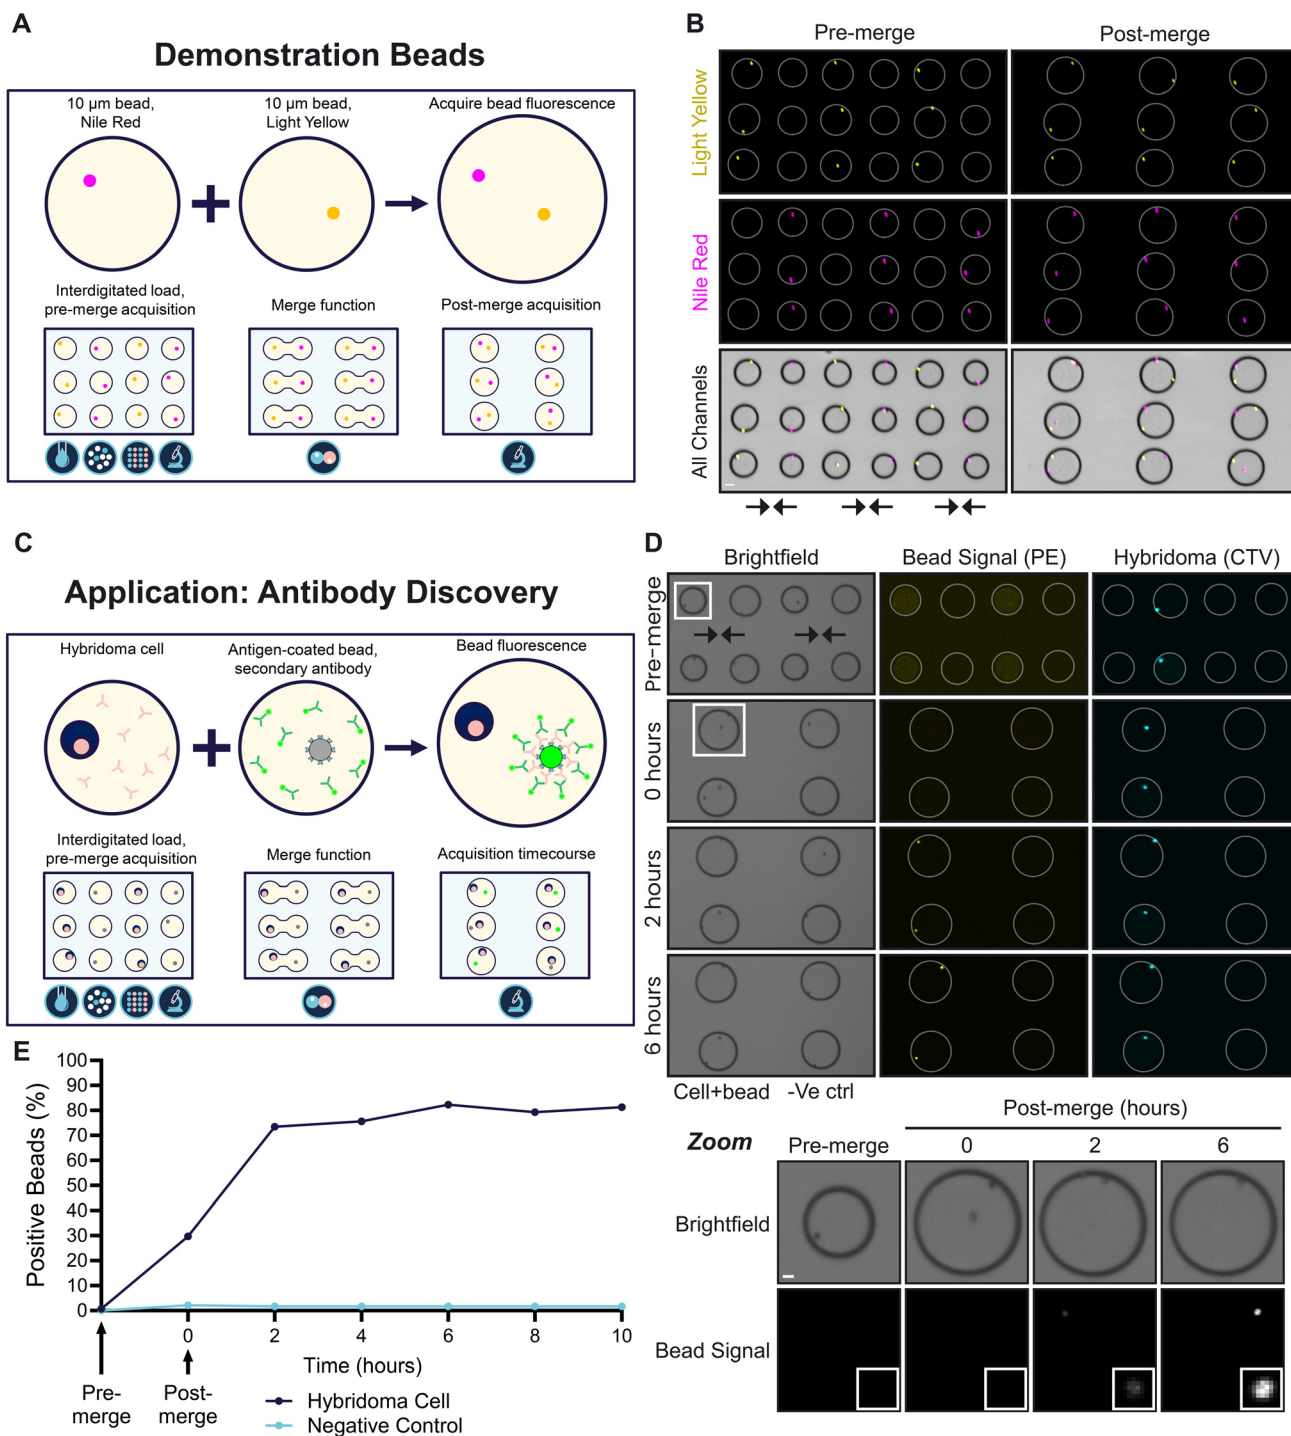 A
Demonstration Beads
10 µm bead,
Nile Red
10 µm bead,
Light Yellow
Acquire bead fluorescence
Interdigitated load,
pre-merge acquisition
Merge function
Post-merge acquisition
B
Pre-merge
Post-merge
Light Yellow
Nile Red
All Channels
C
Application: Antibody Discovery
Hybridoma cell
Antigen-coated bead,
secondary antibody
Bead fluorescence
Interdigitated load,
pre-merge acquisition
Merge function
Acquisition timecourse
D
Brightfield
Bead Signal (PE)
Hybridoma (CTV)
Pre-merge
0 hours
2 hours
6 hours
Cell+bead
-Ve ctrl
Zoom
Pre-merge
Post-merge (hours)
0
2
6
Brightfield
Bead Signal
E
Positive Beads (%)
100
90
80
70
60
50
40
30
20
10
0
0
2
4
6
8
10
Time (hours)
Pre-
merge
Post-
merge
Hybridoma Cell
Negative Control